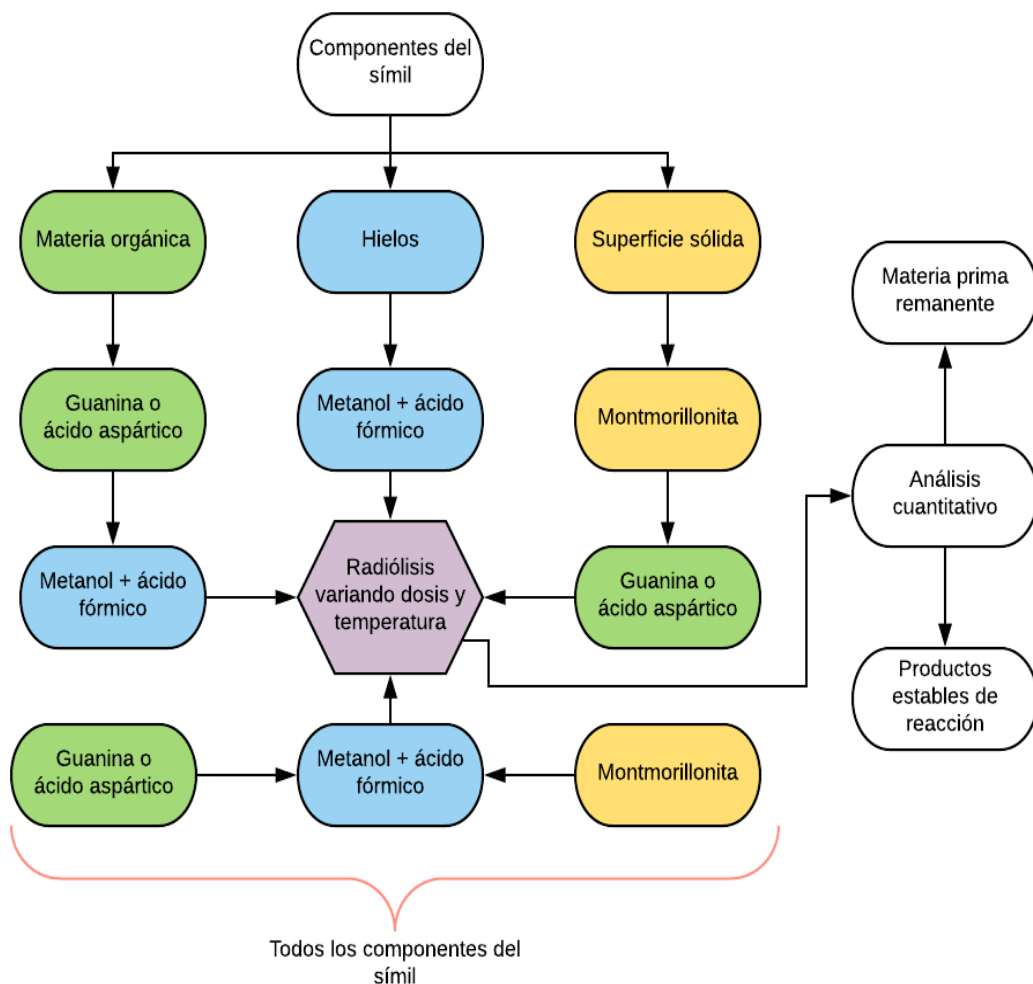 Componentes del
símil
Materia orgánica
Hielos
Superficie sólida
Materia prima
remanente
Guanina o
ácido aspártico
Metanol + ácido
fórmico
Montmorillonita
Análisis
cuantitativo
Metanol + ácido
fórmico
Radiólisis
variando dosis y
temperatura
Guanina o
ácido aspártico
Productos
estables de
reacción
Guanina o
ácido aspártico
Metanol + ácido
fórmico
Montmorillonita
Todos los componentes del
símil